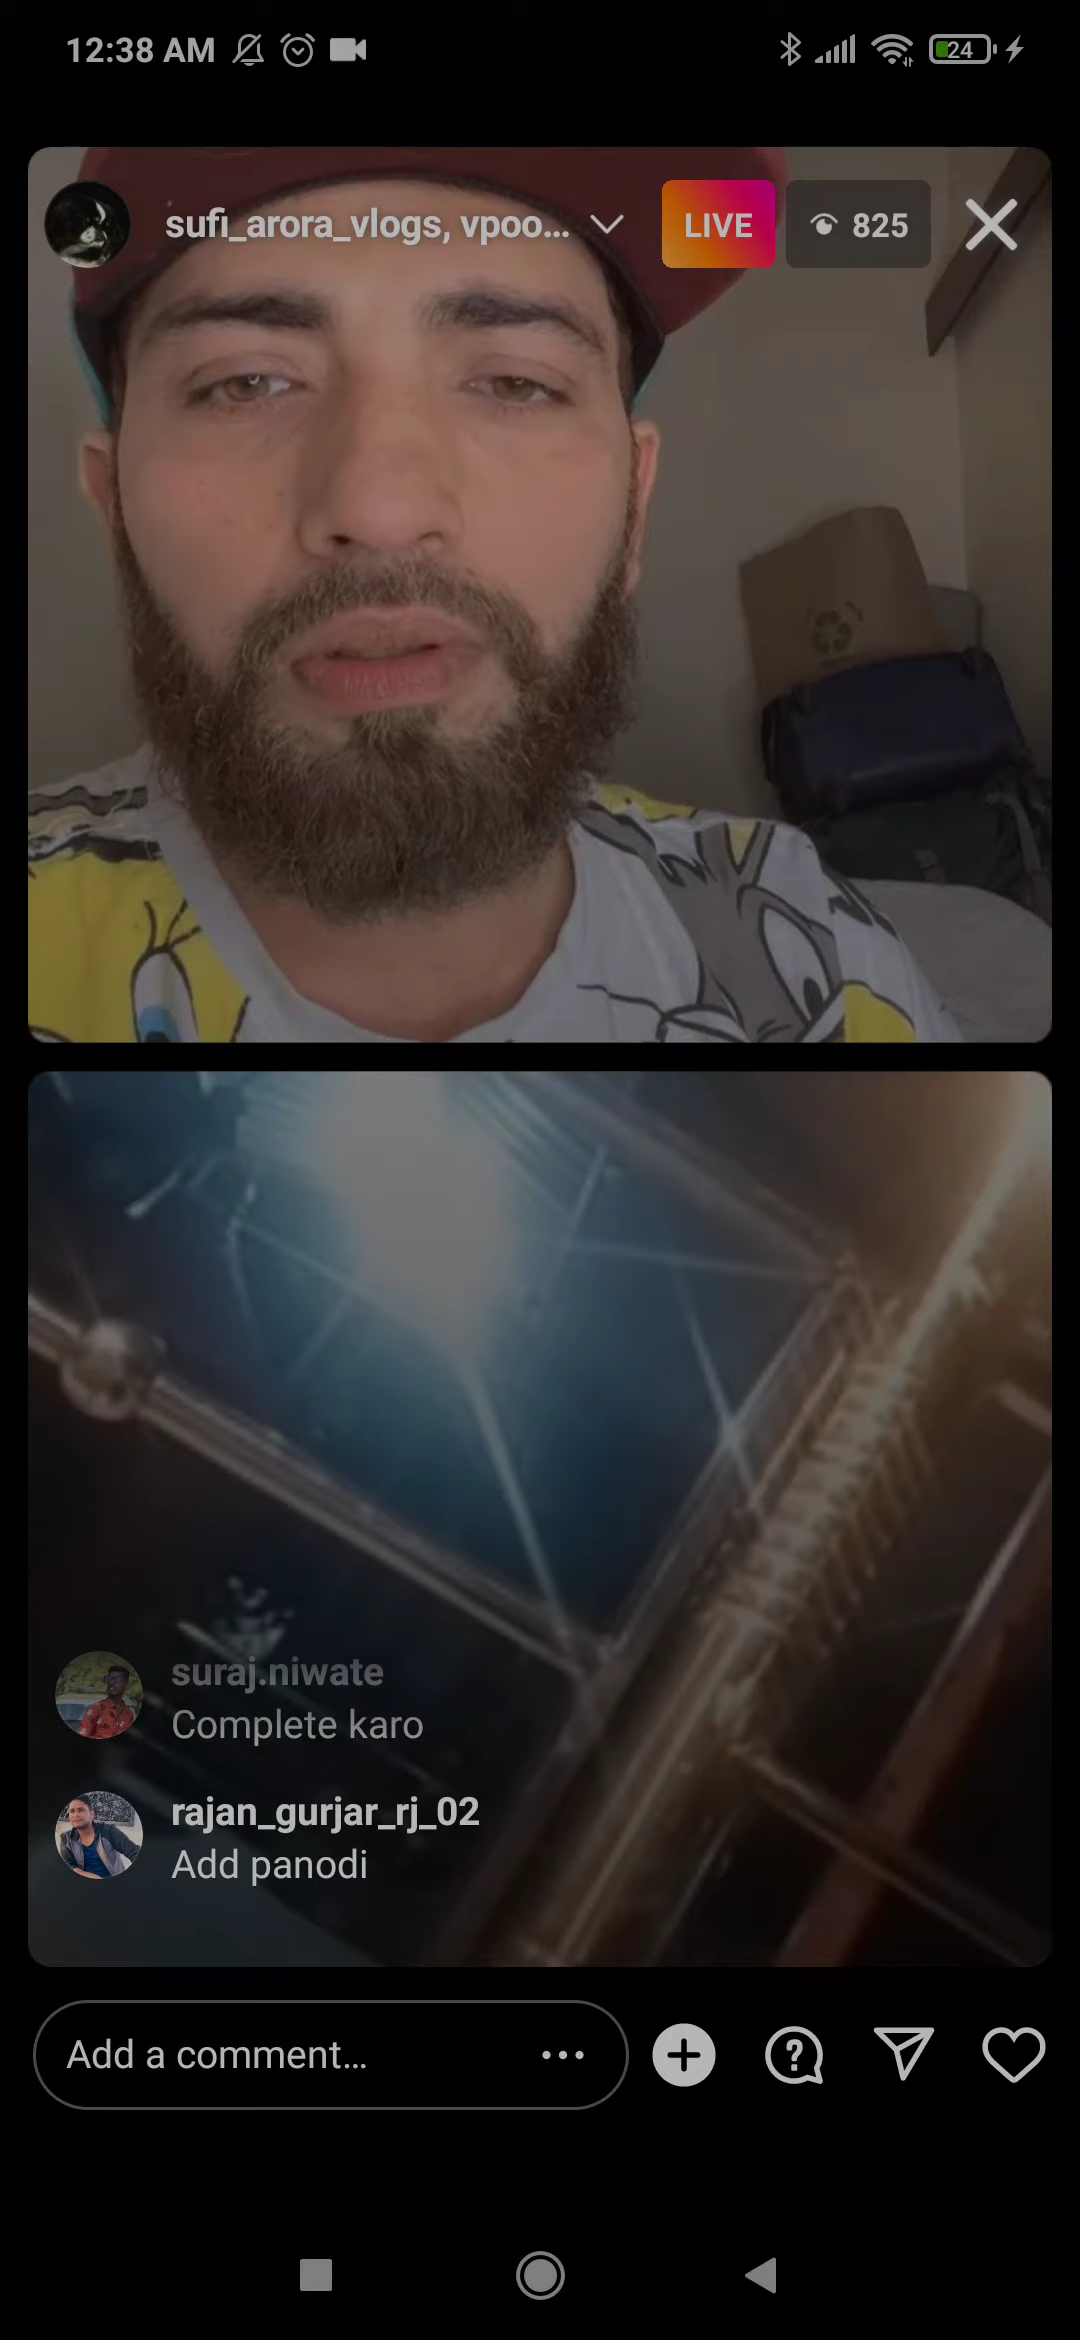 12:38 AM
24
sufi_arora_vlogs, vpoo...
LIVE
825
suraj.niwate
Complete karo
rajan_gurjar_rj_02
Add panodi
Add a comment...